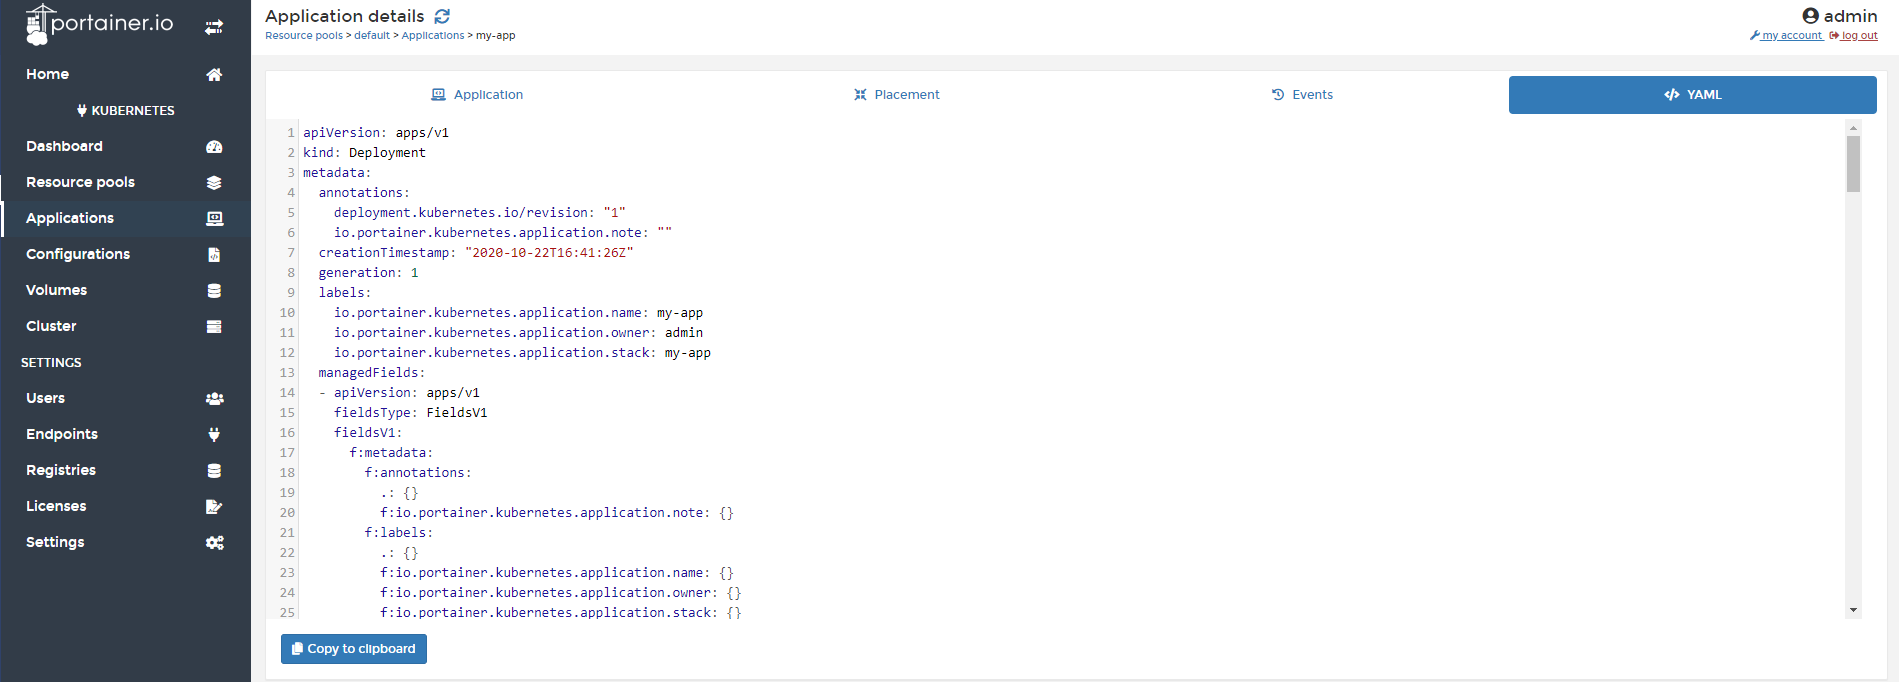 portainer.io
Home
KUBERNETES
Dashboard
Resource pools
Applications
Configurations
Volumes
Cluster
SETTINGS
Users
Endpoints
Registries
Licenses
Settings
Application details
Resource pools > default > Applications > my-app
admin
my account log out
Application Placement Events YAML
1 apiVersion: apps/v1
2 kind: Deployment
3 metadata:
4 annotations:
5 deployment.kubernetes.io/revision: "1"
6 io.portainer.kubernetes.application.note: ""
7 creationTimestamp: "2020-10-22T16:41:26Z"
8 generation: 1
9 labels:
10 io.portainer.kubernetes.application.name: my-app
11 io.portainer.kubernetes.application.owner: admin
12 io.portainer.kubernetes.application.stack: my-app
13 managedFields:
14 - apiVersion: apps/v1
15 fieldsType: FieldsV1
16 fieldsV1:
17 f:metadata:
18 f:annotations:
19 .: {}
20 f:io.portainer.kubernetes.application.note: {}
21 f:labels:
22 .: {}
23 f:io.portainer.kubernetes.application.name: {}
24 f:io.portainer.kubernetes.application.owner: {}
25 f:io.portainer.kubernetes.application.stack: {}
Copy to clipboard